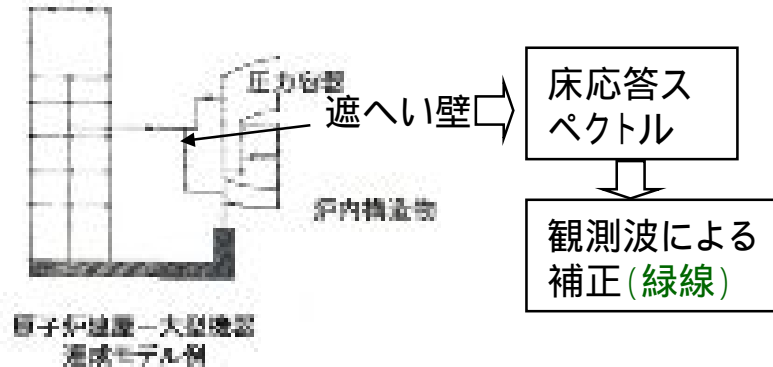 圧力容器
遮へい壁
床応答ス
ペクトル
炉内構造物
観測波による
補正(緑線)
原子炉建屋−大型機器
連成モデル例